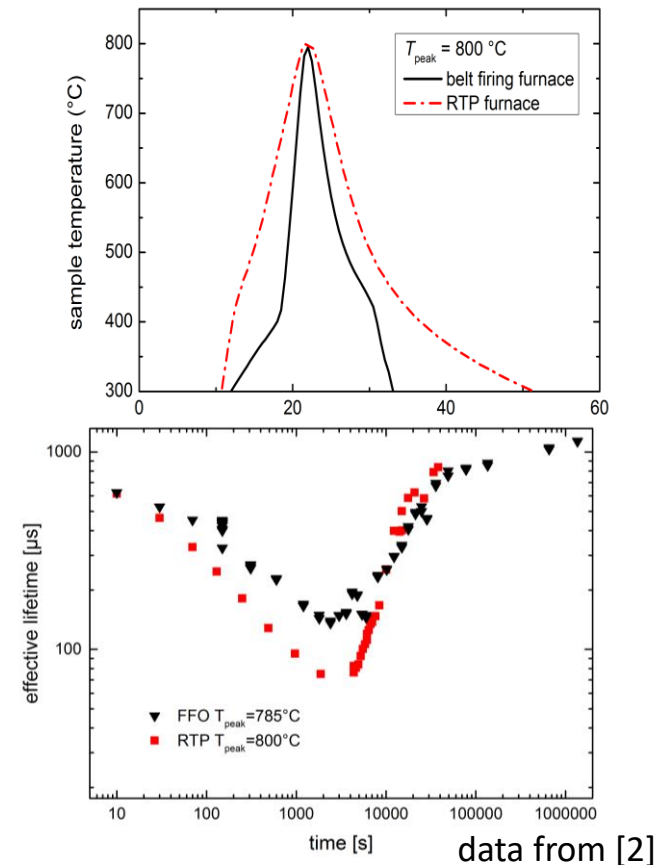 800
700
600
500
400
300
sample temperature (°C)
T_peak = 800 °C
belt firing furnace
RTP furnace
0 20 40 60
1000
100
effective lifetime [µs]
FFO T_peak=785°C
RTP T_peak=800°C
10 100 1000 10000 100000 1000000
time [s]
data from [2]